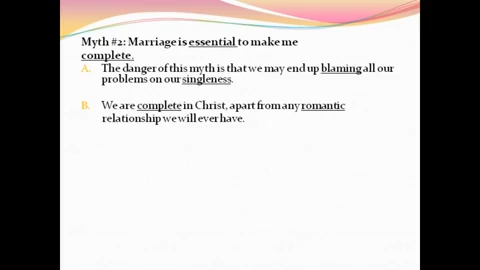 Myth #2: Marriage is essential to make me
complete.
A. The danger of this myth is that we may end up blaming all our
problems on our singleness.
B. We are complete in Christ, apart from any romantic
relationship we will ever have.